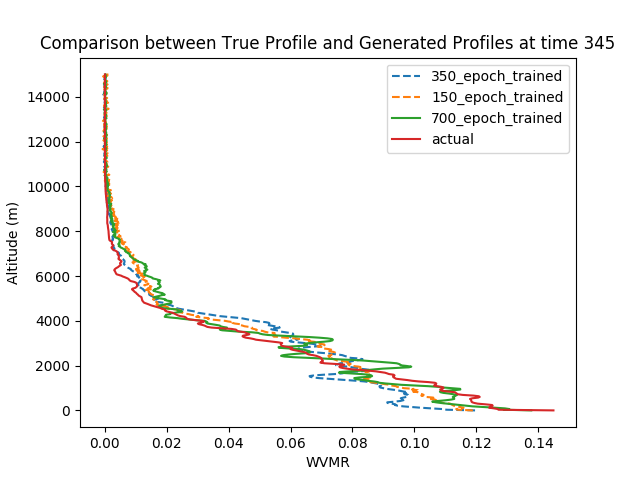 Comparison between True Profile and Generated Profiles at time 345
350_epoch_trained
150_epoch_trained
700_epoch_trained
actual
Altitude (m)
14000
12000
10000
8000
6000
4000
2000
0
0.00 0.02 0.04 0.06 0.08 0.10 0.12 0.14
WVMR